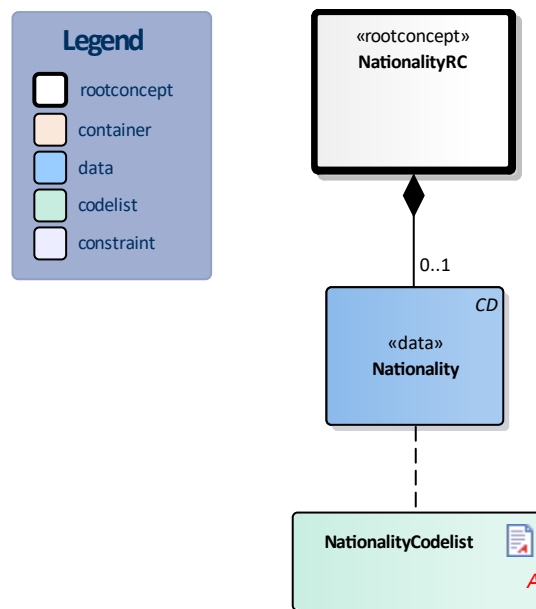 Legend
rootconcept
container
data
codelist
constraint
«rootconcept»
NationalityRC
0..1
CD
«data»
Nationality
NationalityCodelist
A